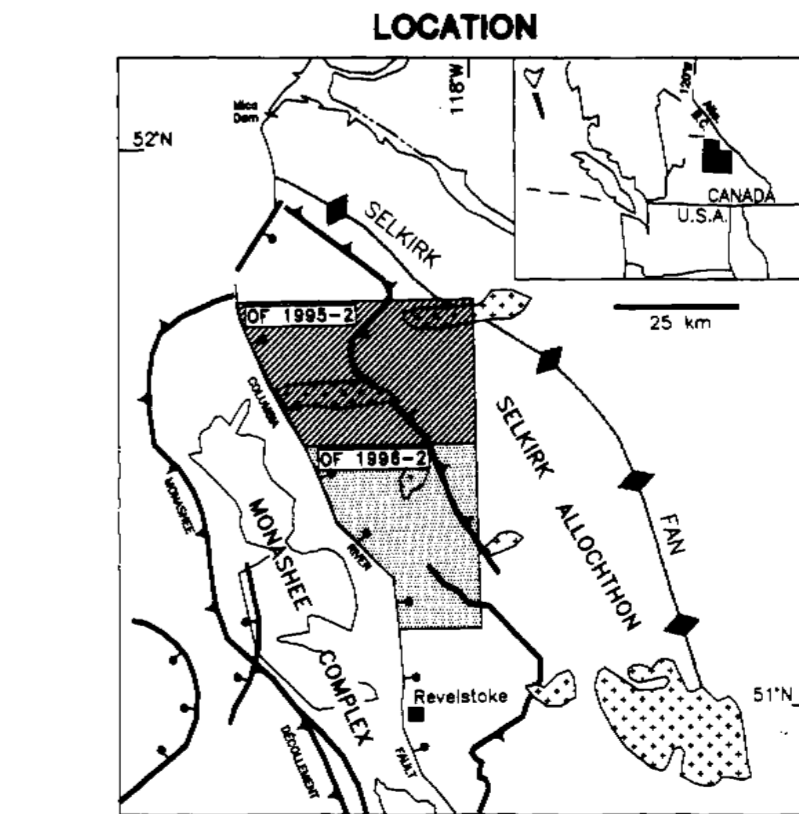 LOCATION
Mica
Dam
52°N
118°W
120°W
B.C.
CANADA
U.S.A.
SELKIRK
25 km
OF 1995-2
COLUMBIA
SELKIRK
OF 1996-2
MONASHEE
MONASHEE
RIVER
ALLOCHTHON
FAN
COMPLEX
Revelstoke
51°N
DÉCOLLEMENT
FAULT